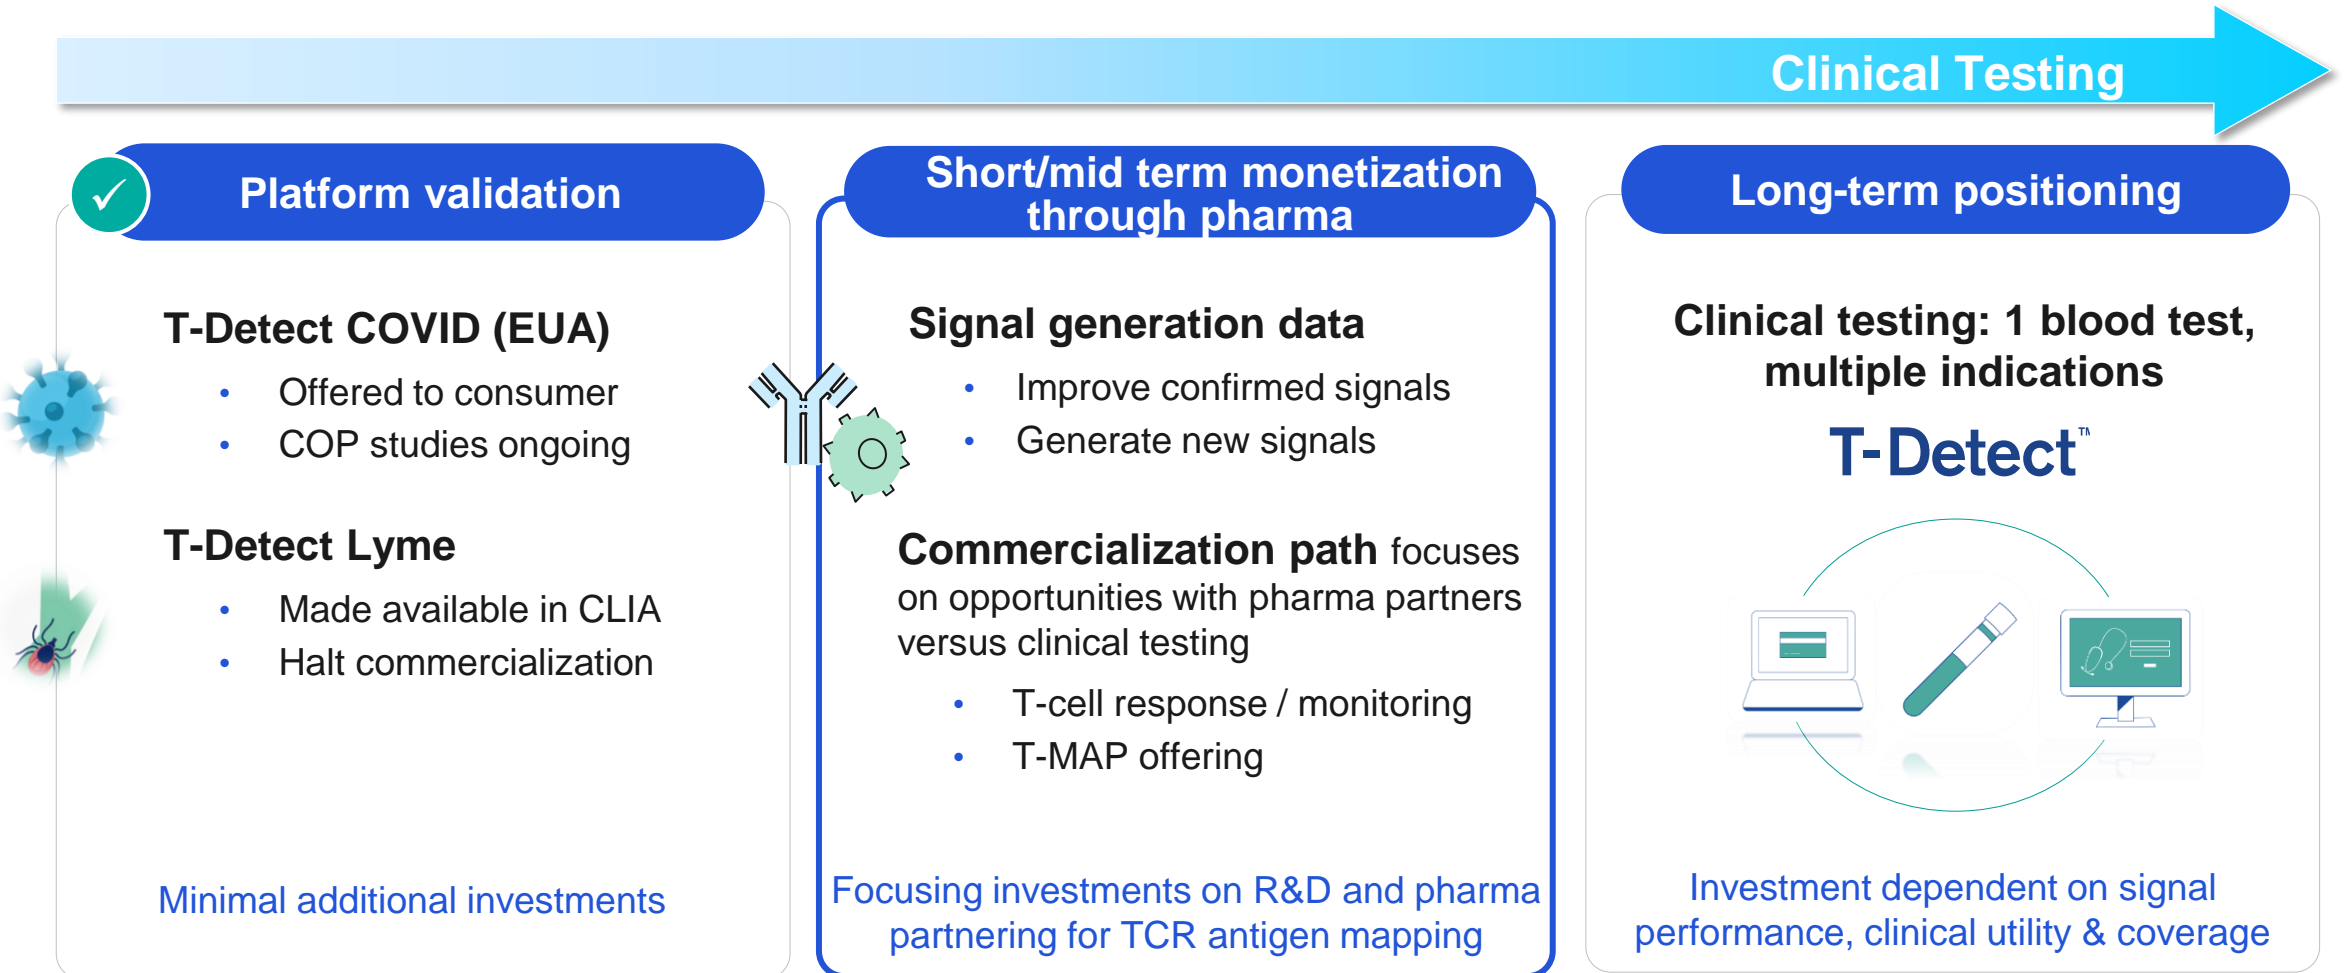 Clinical Testing
Platform validation
T-Detect COVID (EUA)
• Offered to consumer
• COP studies ongoing
T-Detect Lyme
• Made available in CLIA
• Halt commercialization
Minimal additional investments
Short/mid term monetization
through pharma
Signal generation data
• Improve confirmed signals
• Generate new signals
Commercialization path focuses
on opportunities with pharma partners
versus clinical testing
• T-cell response / monitoring
• T-MAP offering
Focusing investments on R&D and pharma
partnering for TCR antigen mapping
Long-term positioning
Clinical testing: 1 blood test,
multiple indications
T-Detect™
Investment dependent on signal
performance, clinical utility & coverage